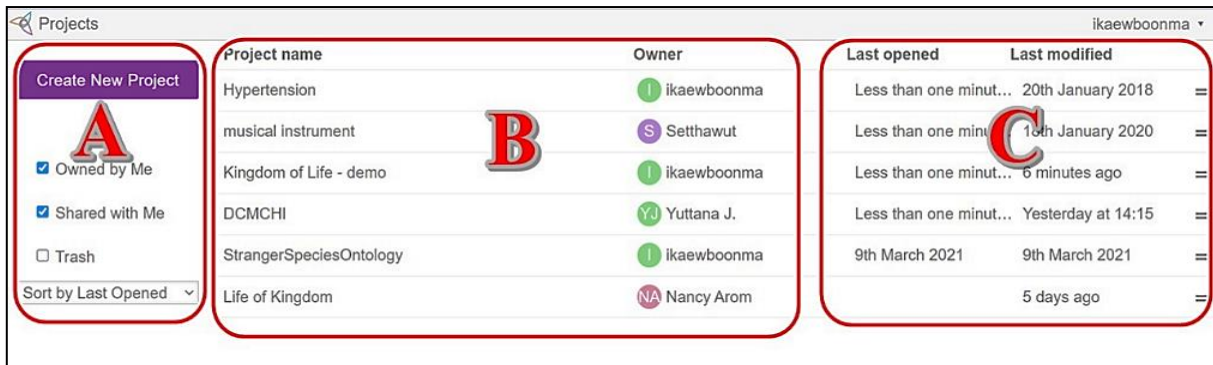 Projects ikaewboonma
Project name Owner Last opened Last modified
Create New Project
Hypertension I ikaewboonma Less than one minut... 20th January 2018
A B C
musical instrument S Setthawut Less than one minu January 2020
Owned by Me
Kingdom of Life - demo I ikaewboonma Less than one minut... 6 minutes ago
Shared with Me
DCMCHI YJ Yuttana J. Less than one minut... Yesterday at 14:15
Trash
StrangerSpeciesOntology I ikaewboonma 9th March 2021 9th March 2021
Sort by Last Opened
Life of Kingdom NA Nancy Arom 5 days ago